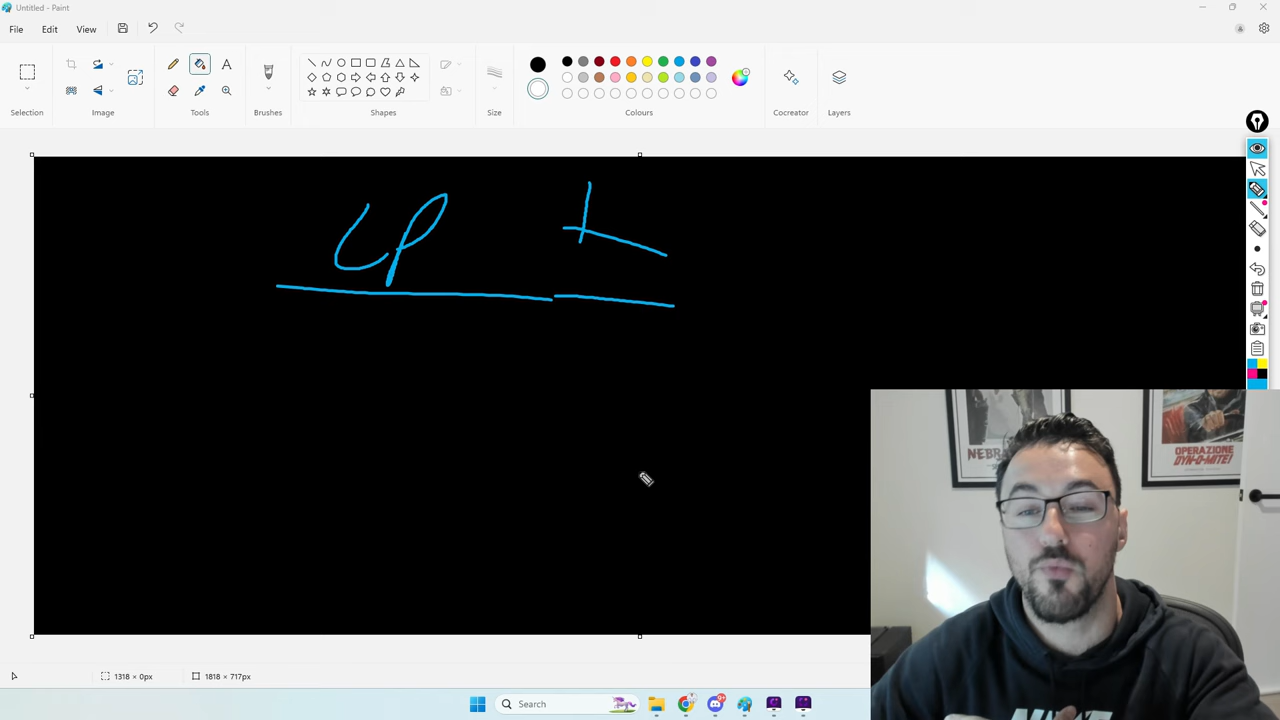 Untitled - Paint
File Edit View
Selection Image Tools Brushes Shapes Size Colours Cocreator Layers
NEBRA
OPERAZIONE
DYN-O-MITE!
1318 × 0px 1818 × 717px
Search